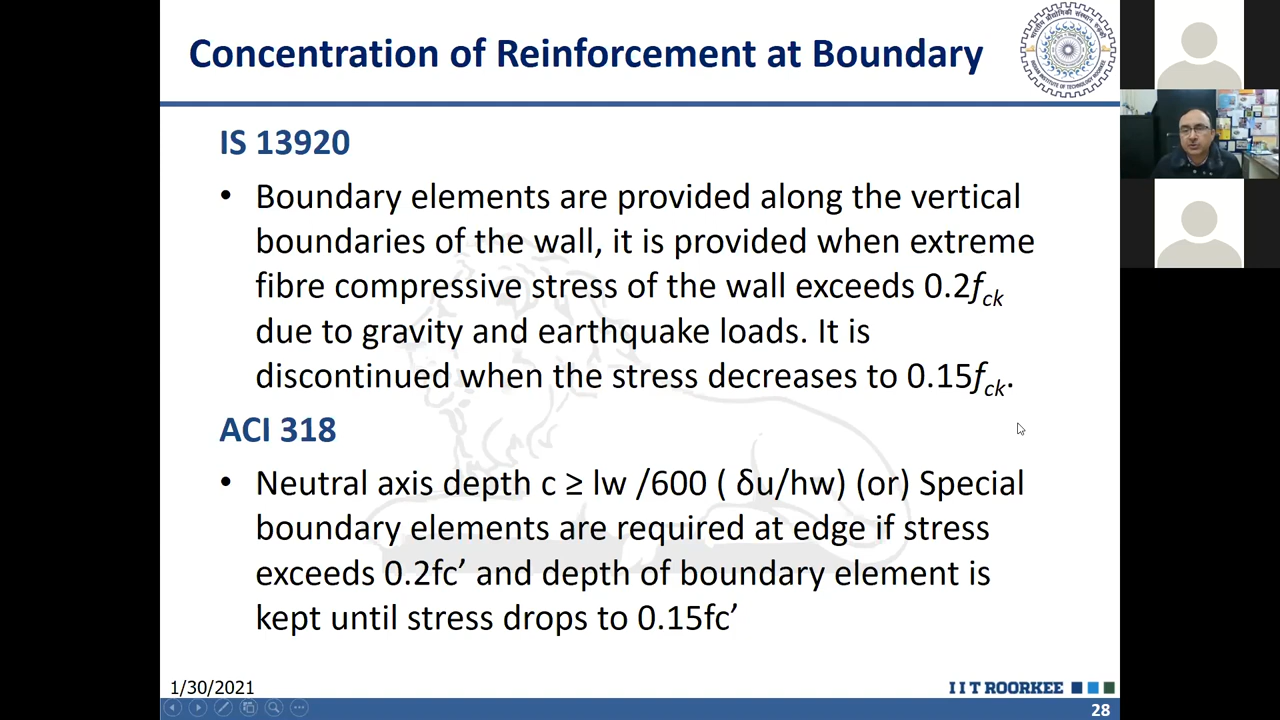 Concentration of Reinforcement at Boundary
IS 13920
• Boundary elements are provided along the vertical
boundaries of the wall, it is provided when extreme
fibre compressive stress of the wall exceeds 0.2fck
due to gravity and earthquake loads. It is
discontinued when the stress decreases to 0.15fck.
ACI 318
• Neutral axis depth c ≥ lw /600 ( δu/hw) (or) Special
boundary elements are required at edge if stress
exceeds 0.2fc’ and depth of boundary element is
kept until stress drops to 0.15fc’
1/30/2021
I I T ROORKEE
28